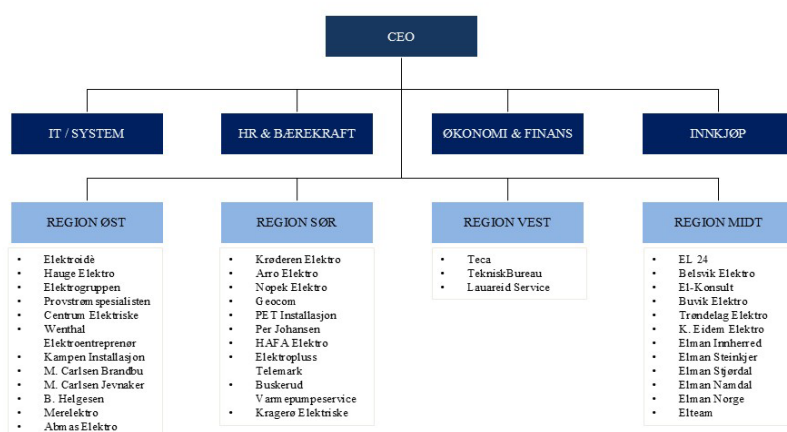 CEO
IT / SYSTEM
HR & BÆREKRAFT
ØKONOMI & FINANS
INNKJØP
REGION ØST
• Elektroidè
• Hauge Elektro
• Elektrogruppen
• Provstrømspesialisten
• Centrum Elektriske
• Wenthal
Elektroentreprenør
• Kampen Installasjon
• M. Carlsen Brandbu
• M. Carlsen Jevnaker
• B. Helgesen
• Merelektro
• Abmas Elektro
REGION SØR
• Krøderen Elektro
• Arro Elektro
• Nopek Elektro
• Geocom
• PET Installasjon
• Per Johansen
• HAFA Elektro
• Elektropluss
Telemark
• Buskerud
Varmepumpeservice
• Kragerø Elektriske
REGION VEST
• Teca
• TekniskBureau
• Lauareid Service
REGION MIDT
• EL 24
• Belsvik Elektro
• El-Konsult
• Buvik Elektro
• Trøndelag Elektro
• K. Eidem Elektro
• Elman Innherred
• Elman Steinkjer
• Elman Stjørdal
• Elman Namdal
• Elman Norge
• Elteam